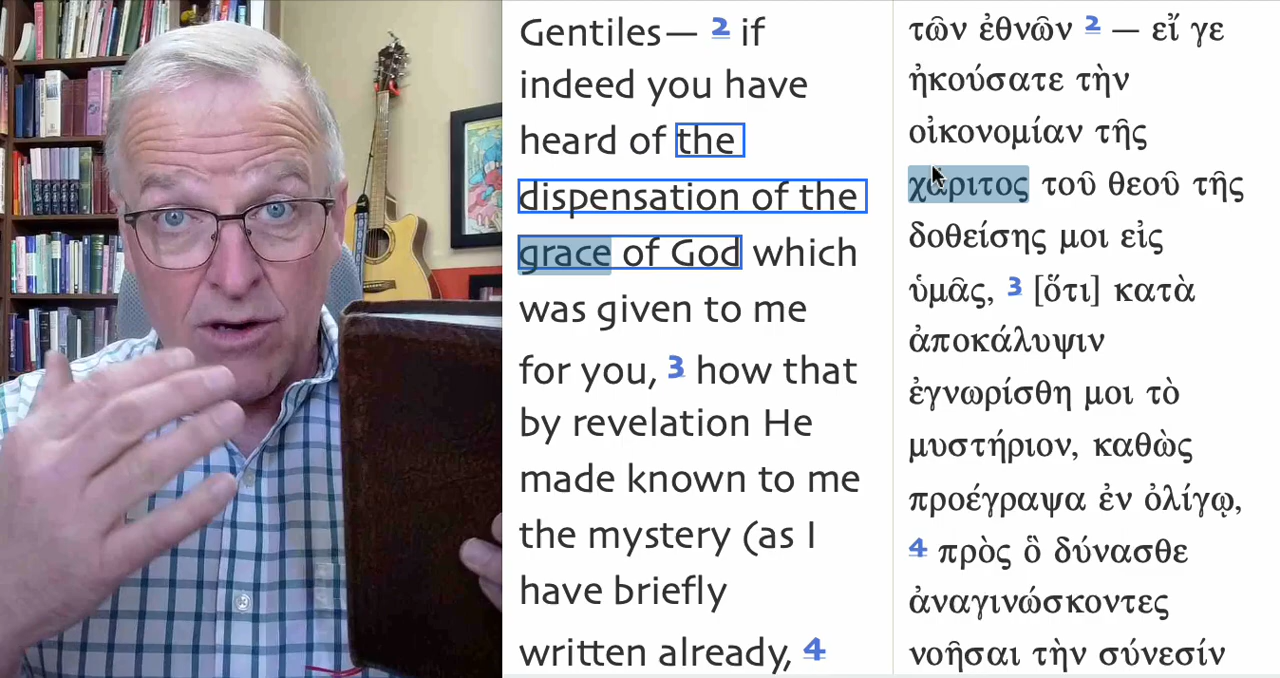 Gentiles— 2 if
indeed you have
heard of the
dispensation of the
grace of God which
was given to me
for you, 3 how that
by revelation He
made known to me
the mystery (as I
have briefly
written already, 4
τῶν ἐθνῶν 2 — εἴ γε
ἠκούσατε τὴν
οἰκονομίαν τῆς
χάριτος τοῦ θεοῦ τῆς
δοθείσης μοι εἰς
ὑμᾶς, 3 [ὅτι] κατὰ
ἀποκάλυψιν
ἐγνωρίσθη μοι τὸ
μυστήριον, καθὼς
προέγραψα ἐν ὀλίγῳ,
4 πρὸς ὃ δύνασθε
ἀναγινώσκοντες
νοῆσαι τὴν σύνεσίν